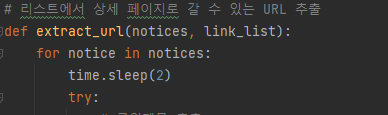 # 리스트에서 상세 페이지로 갈 수 있는 URL 추출
def extract_url(notices, link_list):
for notice in notices:
time.sleep(2)
try: